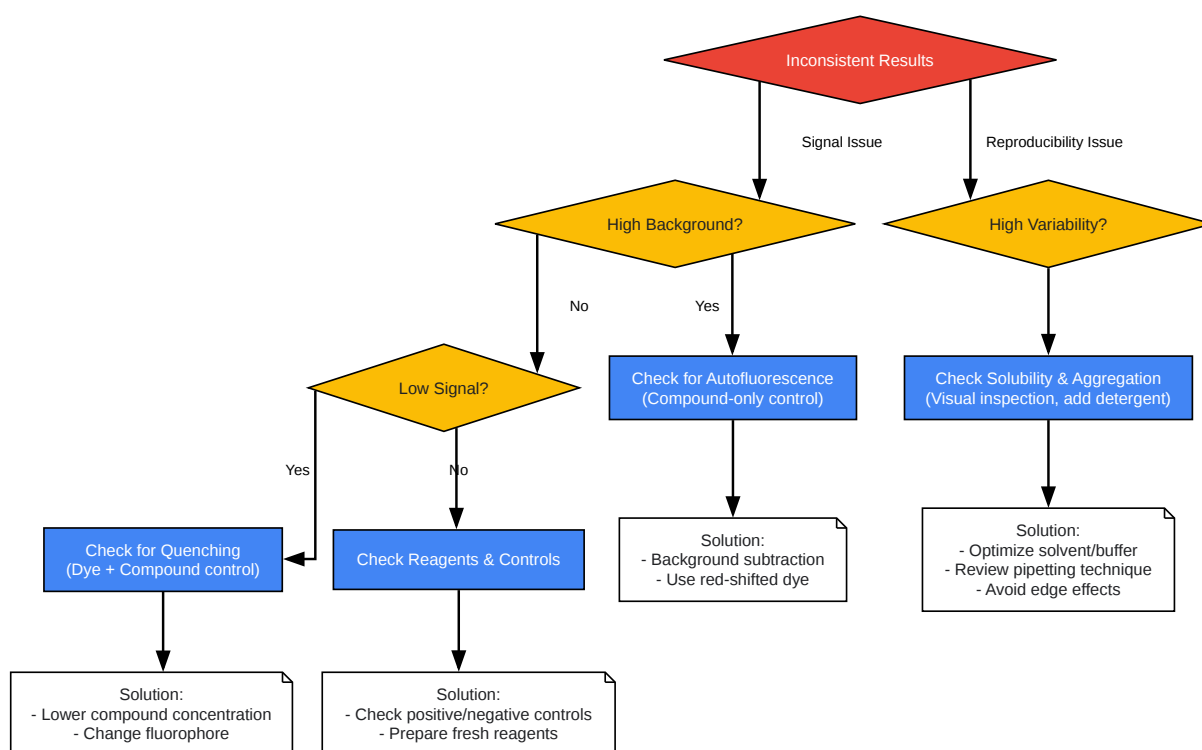 Inconsistent Results
Signal Issue
Reproducibility Issue
High Background?
High Variability?
No
Yes
Low Signal?
Check for Autofluorescence
(Compound-only control)
Check Solubility & Aggregation
(Visual inspection, add detergent)
Yes
No
Check for Quenching
(Dye + Compound control)
Check Reagents & Controls
Solution:
- Background subtraction
- Use red-shifted dye
Solution:
- Optimize solvent/buffer
- Review pipetting technique
- Avoid edge effects
Solution:
- Lower compound concentration
- Change fluorophore
Solution:
- Check positive/negative controls
- Prepare fresh reagents